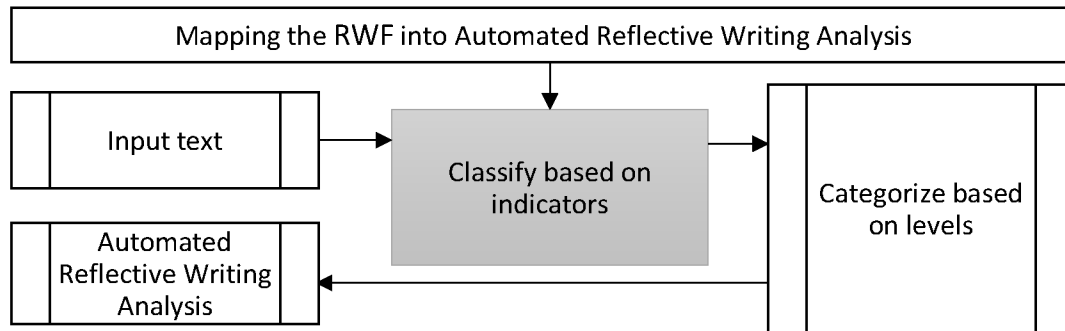 Mapping the RWF into Automated Reflective Writing Analysis
Input text
Classify based on
indicators
Categorize based
on levels
Automated
Reflective Writing
Analysis